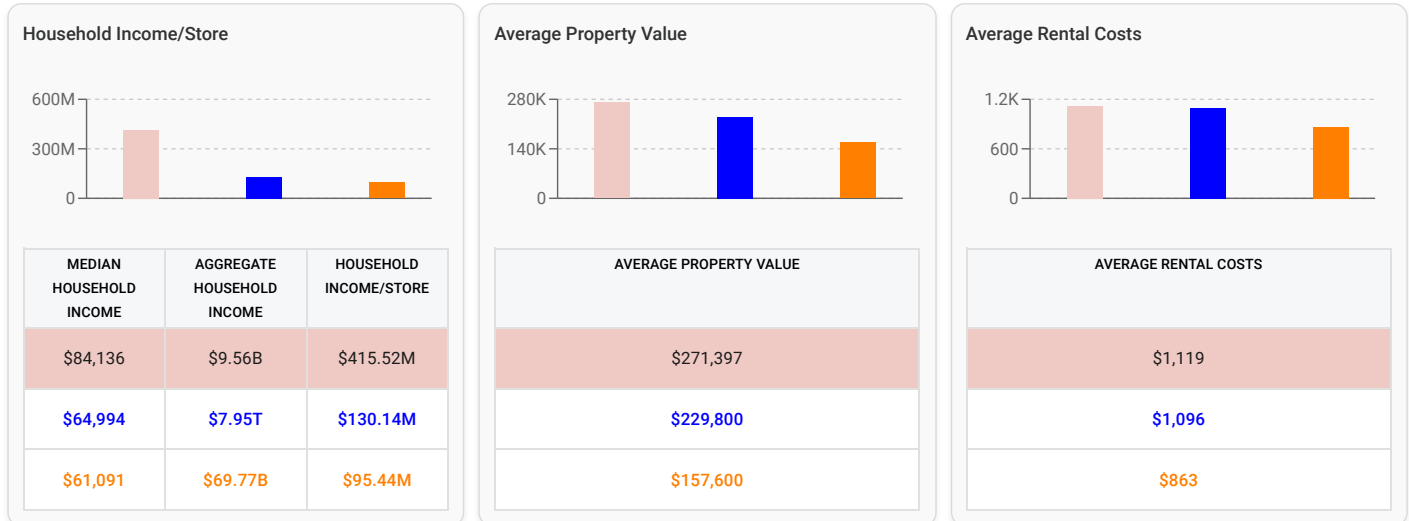 Household Income/Store
600M
300M
0
MEDIAN
HOUSEHOLD
INCOME
AGGREGATE
HOUSEHOLD
INCOME
HOUSEHOLD
INCOME/STORE
$84,136
$9.56B
$415.52M
$64,994
$7.95T
$130.14M
$61,091
$69.77B
$95.44M
Average Property Value
280K
140K
0
AVERAGE PROPERTY VALUE
$271,397
$229,800
$157,600
Average Rental Costs
1.2K
600
0
AVERAGE RENTAL COSTS
$1,119
$1,096
$863